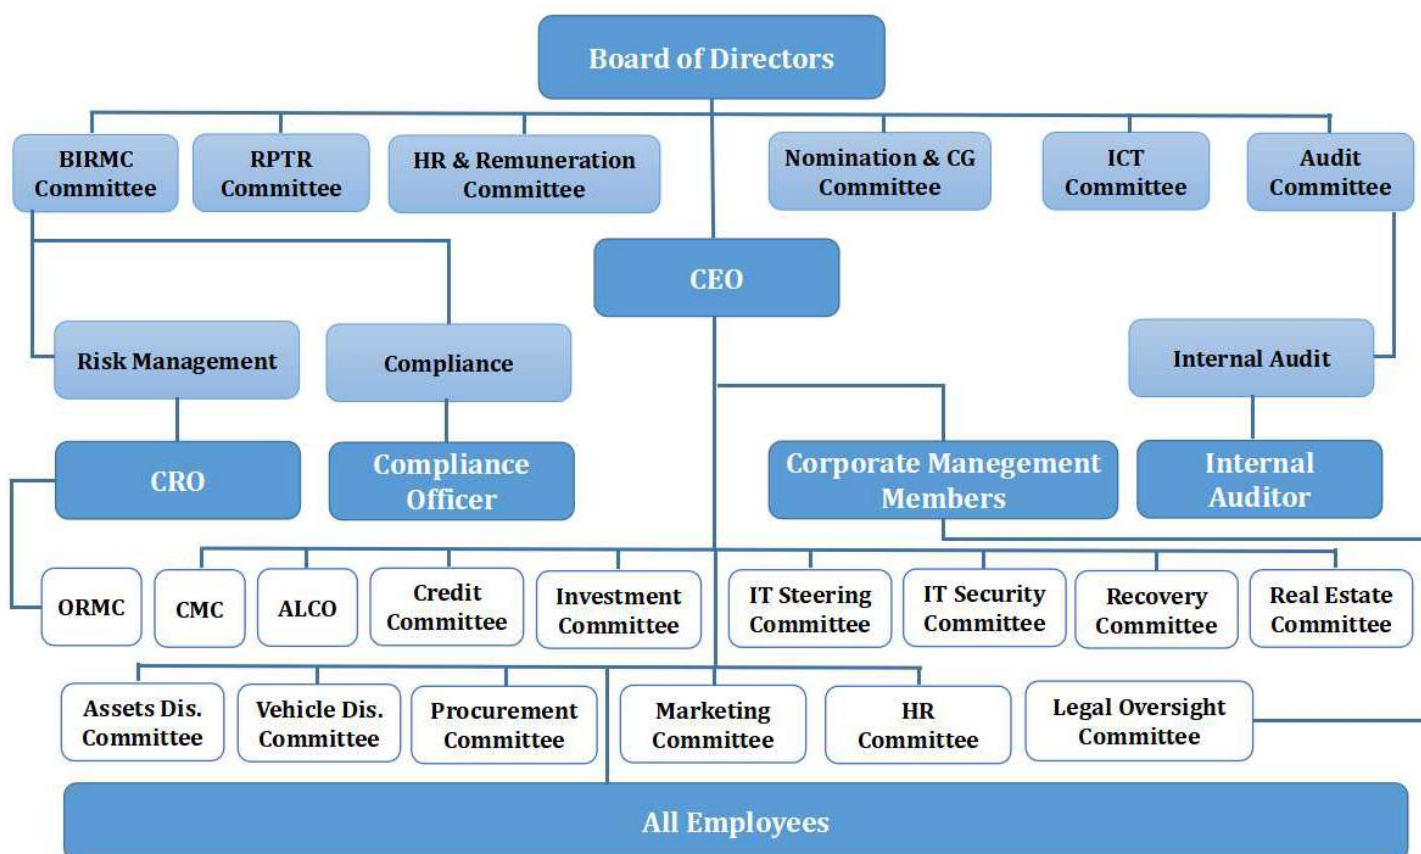 Board of Directors
BIRMC
Committee
RPTR
Committee
HR & Remuneration
Committee
Nomination & CG
Committee
ICT
Committee
Audit
Committee
CEO
Risk Management
Compliance
Internal Audit
CRO
Compliance
Officer
Corporate Manegement
Members
Internal
Auditor
ORMC
CMC
ALCO
Credit
Committee
Investment
Committee
IT Steering
Committee
IT Security
Committee
Recovery
Committee
Real Estate
Committee
Assets Dis.
Committee
Vehicle Dis.
Committee
Procurement
Committee
Marketing
Committee
HR
Committee
Legal Oversight
Committee
All Employees